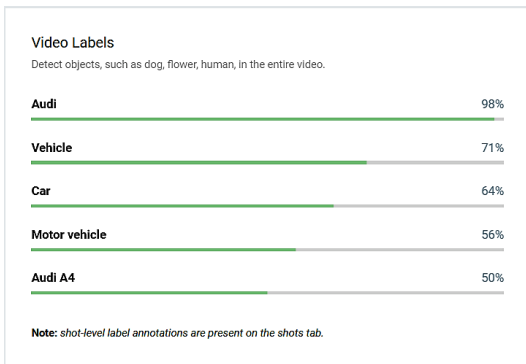 Video Labels
Detect objects, such as dog, flower, human, in the entire video.
Audi 98%
Vehicle 71%
Car 64%
Motor vehicle 56%
Audi A4 50%
Note: shot-level label annotations are present on the shots tab.